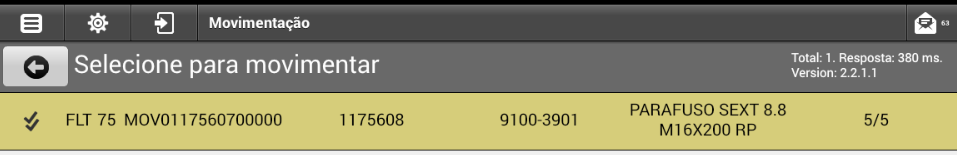 Movimentação
63
Selecione para movimentar
Total: 1. Resposta: 380 ms.
Version: 2.2.1.1
FLT 75 MOV0117560700000 1175608 9100-3901 PARAFUSO SEXT 8.8 5/5
M16X200 RP